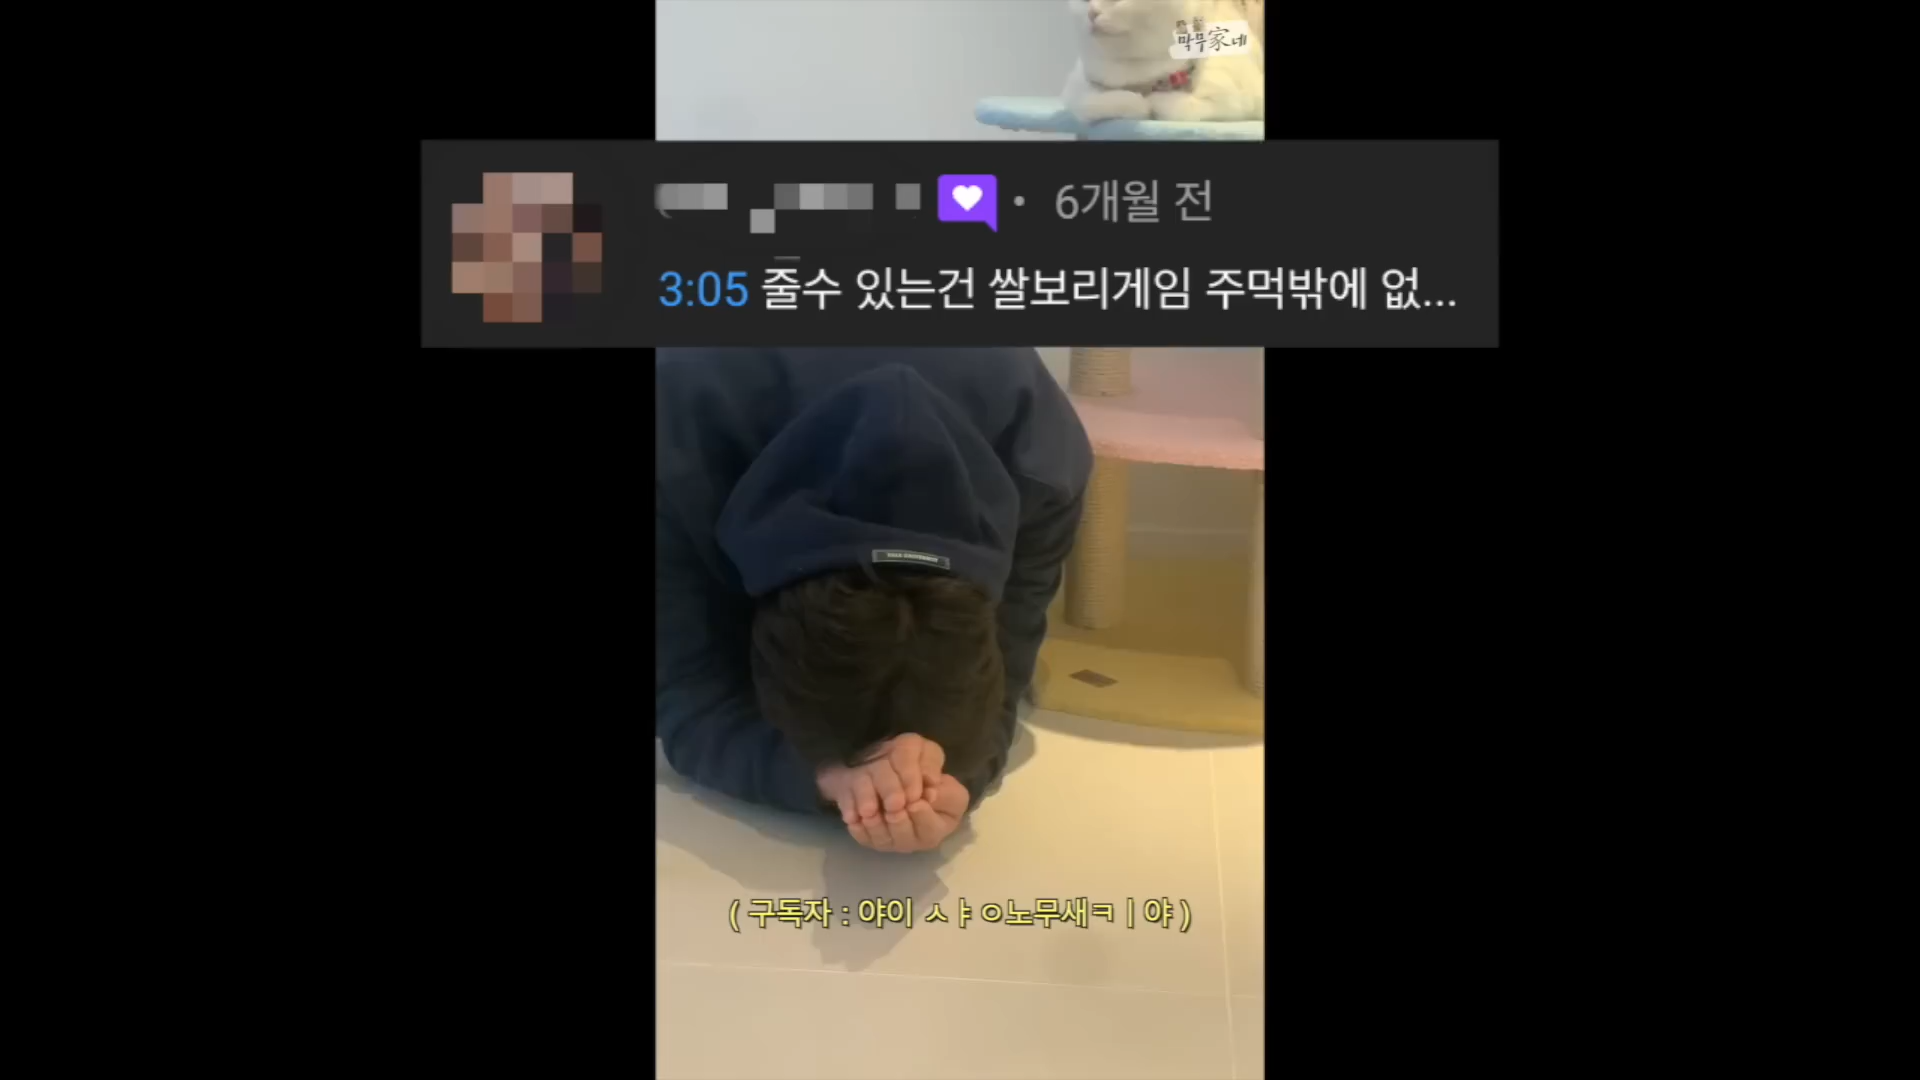 막무家네
6개월 전
3:05 줄수 있는건 쌀보리게임 주먹밖에 없...
( 구독자 : 야이 ㅅㅑㅇ노무새ㅋㅣ야 )